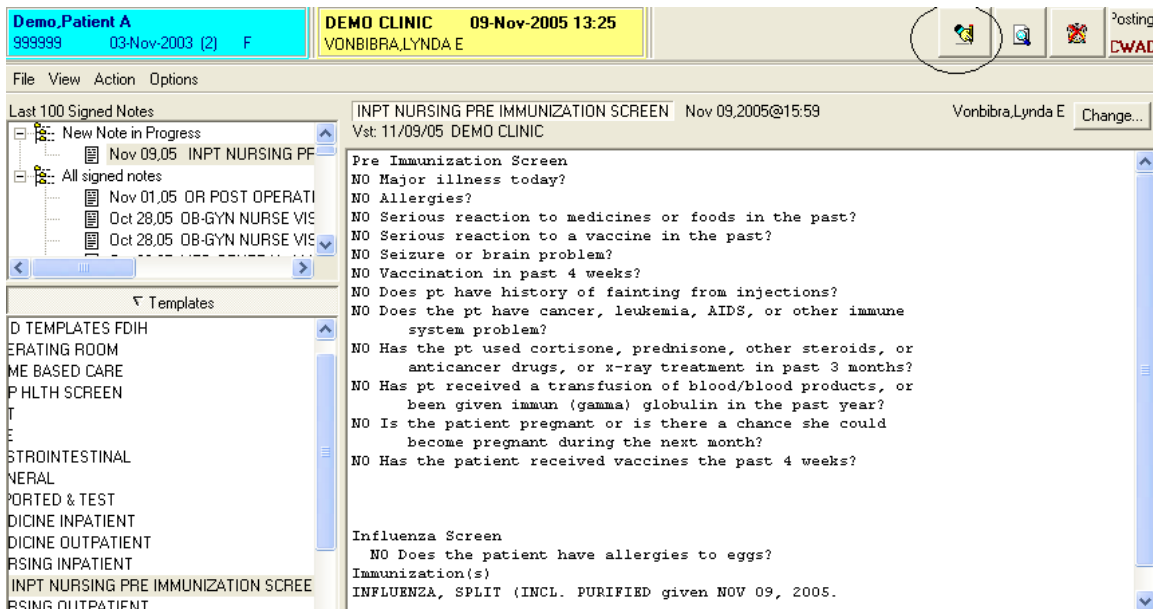 Demo,Patient A
999999 03-Nov-2003 (2) F
DEMO CLINIC 09-Nov-2005 13:25
VONBIBRA,LYNDA E
Posting
CWAD
File View Action Options
Last 100 Signed Notes
New Note in Progress
Nov 09,05 INPT NURSING PR
All signed notes
Nov 01,05 OR POST OPERATI
Oct 28,05 OB-GYN NURSE VIS
Oct 28,05 OB-GYN NURSE VIS
Templates
D TEMPLATES FDIH
ERATING ROOM
ME BASED CARE
P HLTH SCREEN
T
E
STROINTESTINAL
NERAL
PORTED & TEST
DICINE INPATIENT
DICINE OUTPATIENT
RSING INPATIENT
INPT NURSING PRE IMMUNIZATION SCREE
RSING OUTPATIENT
INPT NURSING PRE IMMUNIZATION SCREEN Nov 09,2005@15:59 Vonbibra,Lynda E Change...
Vst: 11/09/05 DEMO CLINIC
Pre Immunization Screen
NO Major illness today?
NO Allergies?
NO Serious reaction to medicines or foods in the past?
NO Serious reaction to a vaccine in the past?
NO Seizure or brain problem?
NO Vaccination in past 4 weeks?
NO Does pt have history of fainting from injections?
NO Does the pt have cancer, leukemia, AIDS, or other immune
system problem?
NO Has the pt used cortisone, prednisone, other steroids, or
anticancer drugs, or x-ray treatment in past 3 months?
NO Has pt received a transfusion of blood/blood products, or
been given immun (gamma) globulin in the past year?
NO Is the patient pregnant or is there a chance she could
become pregnant during the next month?
NO Has the patient received vaccines the past 4 weeks?
Influenza Screen
NO Does the patient have allergies to eggs?
Immunization(s)
INFLUENZA, SPLIT (INCL. PURIFIED given NOV 09, 2005.